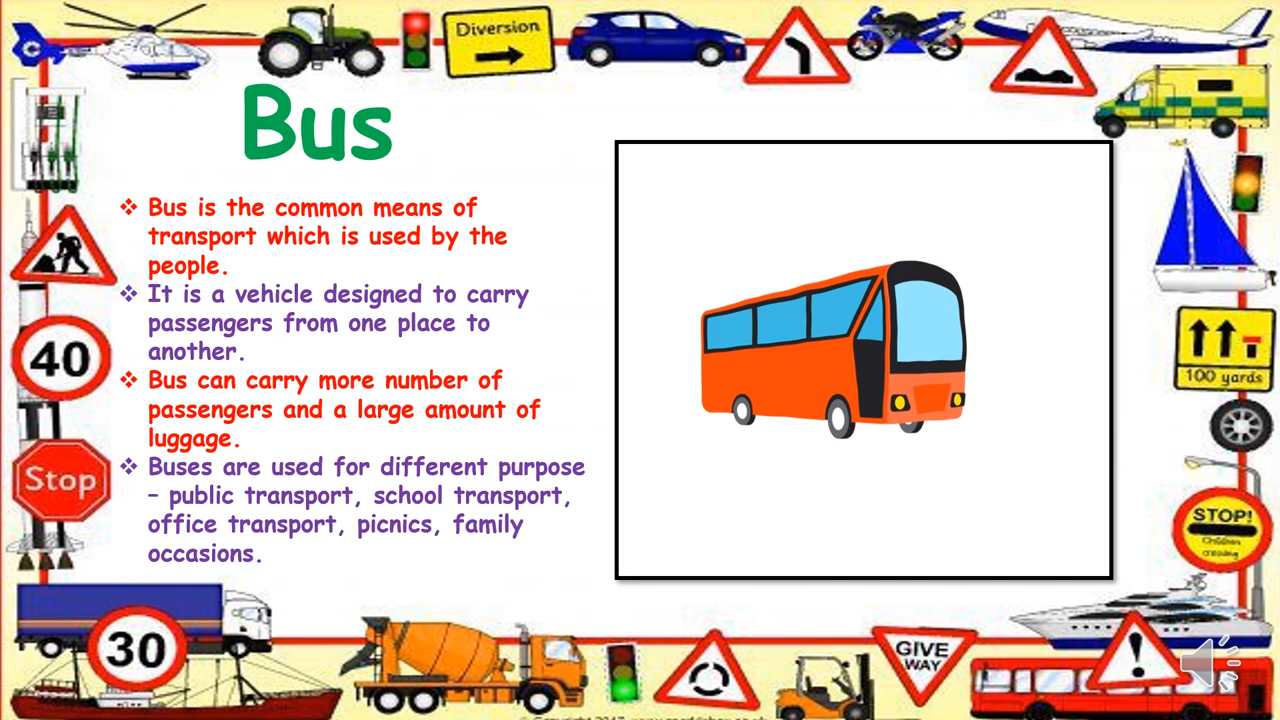 Diversion
Bus
❖ Bus is the common means of
transport which is used by the
people.
❖ It is a vehicle designed to carry
passengers from one place to
another.
❖ Bus can carry more number of
passengers and a large amount of
luggage.
❖ Buses are used for different purpose
– public transport, school transport,
office transport, picnics, family
occasions.
40
Stop
30
100 yards
STOP!
Children
crossing
GIVE
WAY
!
© Copyright